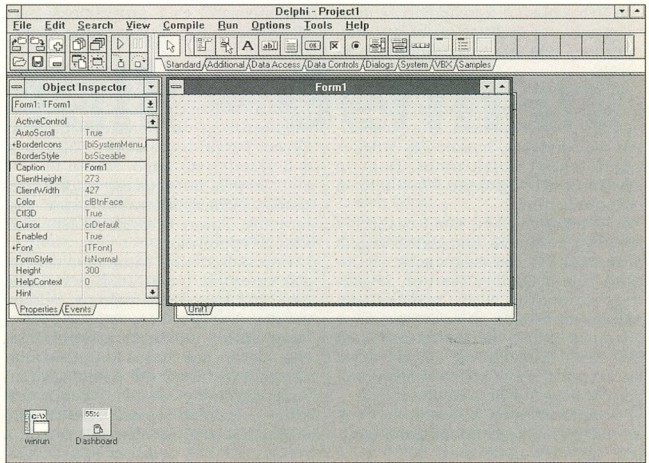 Delphi - Project1
File Edit Search View Compile Run Options Tools Help
A ab OK
Standard Additional Data Access Data Controls Dialogs System VBX Samples
Object Inspector
Form1: TForm1
ActiveControl
AutoScroll True
+BorderIcons [biSystemMenu,
BorderStyle bsSizeable
Caption Form1
ClientHeight 273
ClientWidth 427
Color clBtnFace
Ctl3D True
Cursor crDefault
Enabled True
+Font (TFont)
FormStyle fsNormal
Height 300
HelpContext 0
Hint
Properties Events
Form1
Unit1
C:\>
winrun
55%
Dashboard